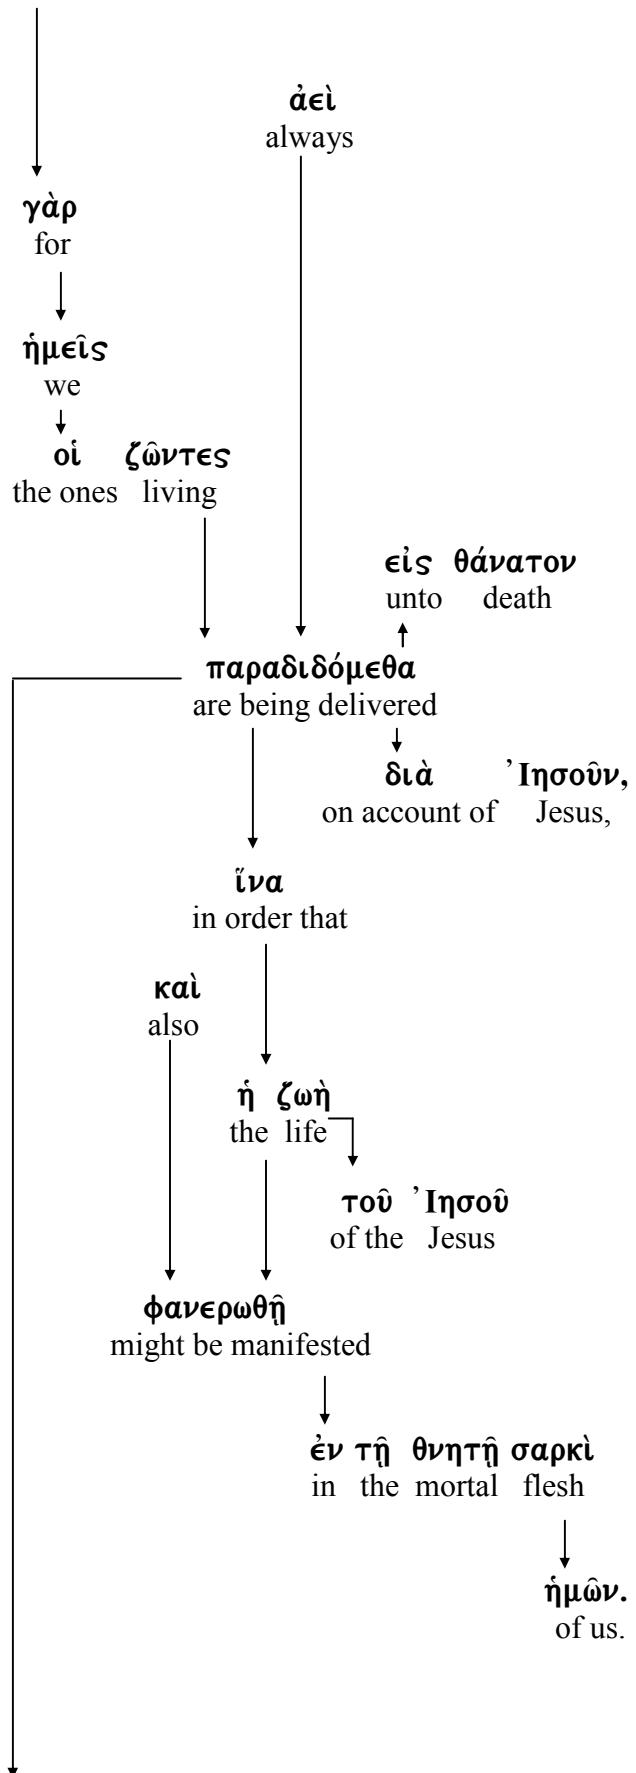 ἀεὶ
always
γὰρ
for
ἡμεῖς
we
οἱ ζῶντες
the ones living
εἰς θάνατον
unto death
παραδιδόμεθα
are being delivered
διὰ Ἰησοῦν,
on account of Jesus,
ἵνα
in order that
καὶ
also
ἡ ζωὴ
the life
τοῦ Ἰησοῦ
of the Jesus
φανερωθῇ
might be manifested
ἐν τῇ θνητῇ σαρκὶ
in the mortal flesh
ἡμῶν.
of us.